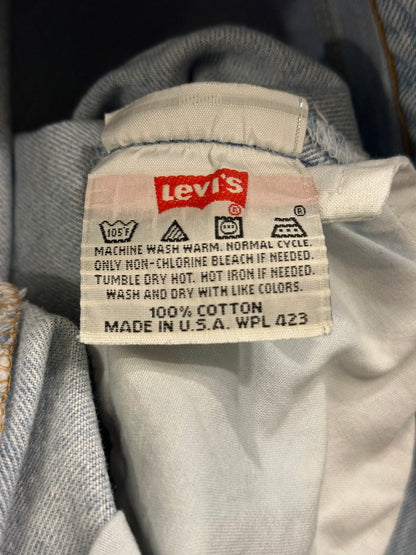 Levi's
®
105°F ®
MACHINE WASH WARM. NORMAL CYCLE.
ONLY NON-CHLORINE BLEACH IF NEEDED.
TUMBLE DRY HOT. HOT IRON IF NEEDED.
WASH AND DRY WITH LIKE COLORS.
100% COTTON
MADE IN U.S.A. WPL 423